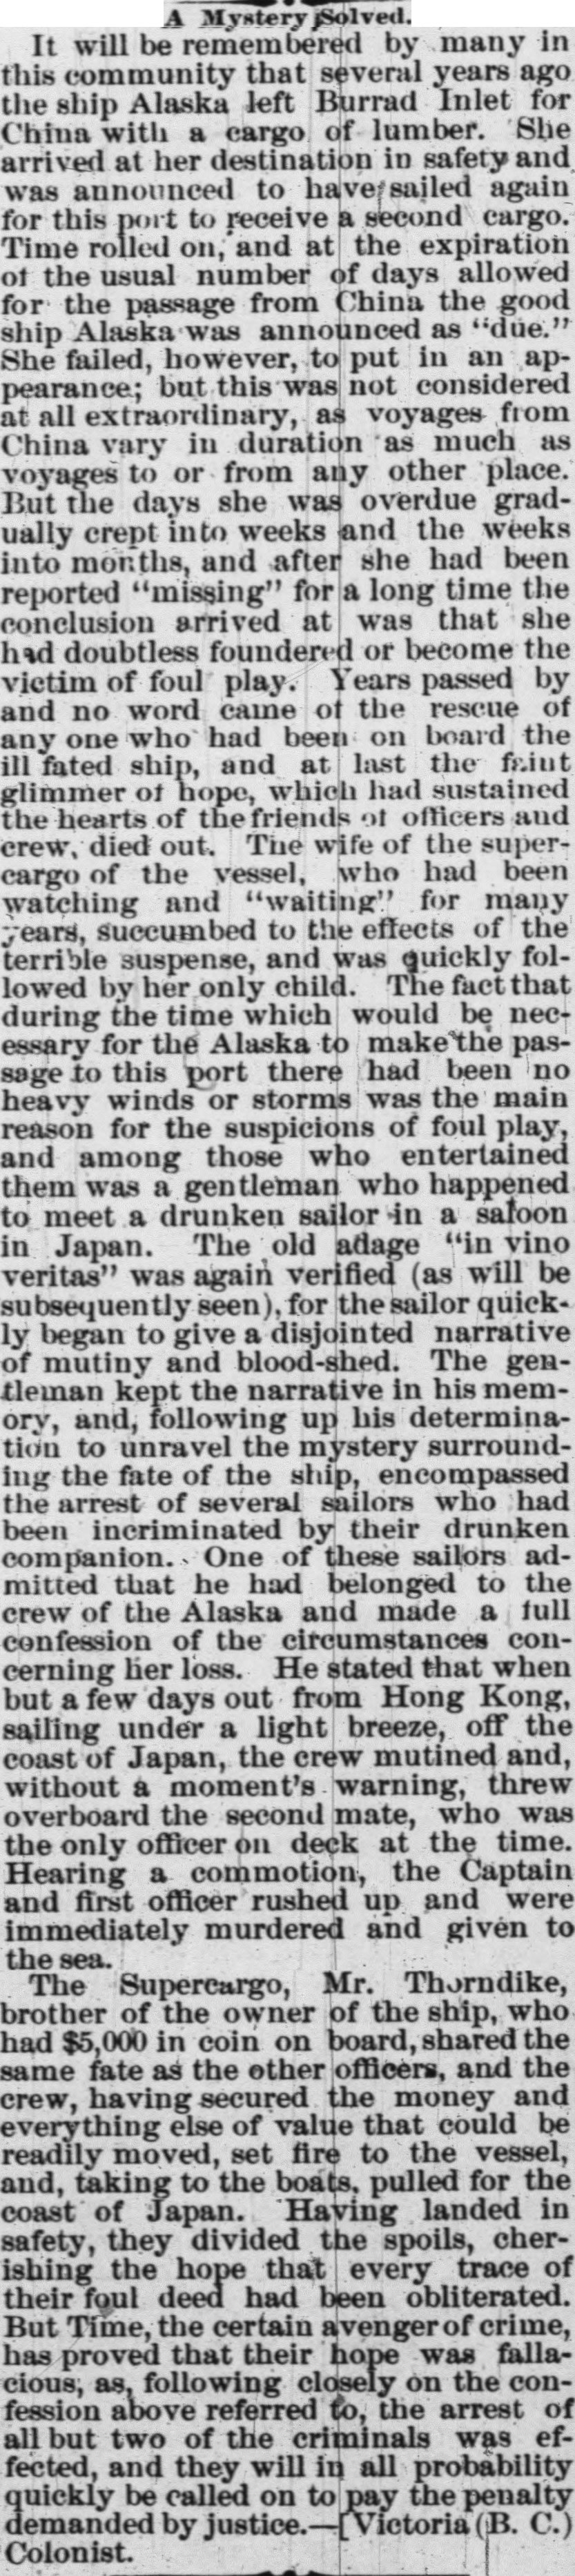 A Mystery Solved.
It will be remembered by many in
this community that several years ago
the ship Alaska left Burrad Inlet for
China with a cargo of lumber. She
arrived at her destination in safety and
was announced to have sailed again
for this port to receive a second cargo.
Time rolled on, and at the expiration
of the usual number of days allowed
for the passage from China the good
ship Alaska was announced as "due."
She failed, however, to put in an ap-
pearance; but this was not considered
at all extraordinary, as voyages from
China vary in duration as much as
voyages to or from any other place.
But the days she was overdue grad-
ually crept into weeks and the weeks
into months, and after she had been
reported "missing" for a long time the
conclusion arrived at was that she
had doubtless foundered or become the
victim of foul play. Years passed by
and no word came of the rescue of
any one who had been on board the
ill fated ship, and at last the faint
glimmer of hope, which had sustained
the hearts of the friends of officers and
crew, died out. The wife of the super-
cargo of the vessel, who had been
watching and "waiting" for many
years, succumbed to the effects of the
terrible suspense, and was quickly fol-
lowed by her only child. The fact that
during the time which would be nec-
essary for the Alaska to make the pas-
sage to this port there had been no
heavy winds or storms was the main
reason for the suspicions of foul play,
and among those who entertained
them was a gentleman who happened
to meet a drunken sailor in a saloon
in Japan. The old adage "in vino
veritas" was again verified (as will be
subsequently seen), for the sailor quick-
ly began to give a disjointed narrative
of mutiny and blood-shed. The gen-
tleman kept the narrative in his mem-
ory, and, following up his determina-
tion to unravel the mystery surround-
ing the fate of the ship, encompassed
the arrest of several sailors who had
been incriminated by their drunken
companion. One of these sailors ad-
mitted that he had belonged to the
crew of the Alaska and made a full
confession of the circumstances con-
cerning her loss. He stated that when
but a few days out from Hong Kong,
sailing under a light breeze, off the
coast of Japan, the crew mutined and,
without a moment's warning, threw
overboard the second mate, who was
the only officer on deck at the time.
Hearing a commotion, the Captain
and first officer rushed up and were
immediately murdered and given to
the sea.
The Supercargo, Mr. Thorndike,
brother of the owner of the ship, who
had $5,000 in coin on board, shared the
same fate as the other officers, and the
crew, having secured the money and
everything else of value that could be
readily moved, set fire to the vessel,
and, taking to the boats, pulled for the
coast of Japan. Having landed in
safety, they divided the spoils, cher-
ishing the hope that every trace of
their foul deed had been obliterated.
But Time, the certain avenger of crime,
has proved that their hope was falla-
cious, as, following closely on the con-
fession above referred to, the arrest of
all but two of the criminals was ef-
fected, and they will in all probability
quickly be called on to pay the penalty
demanded by justice.—[Victoria (B. C.)
Colonist.